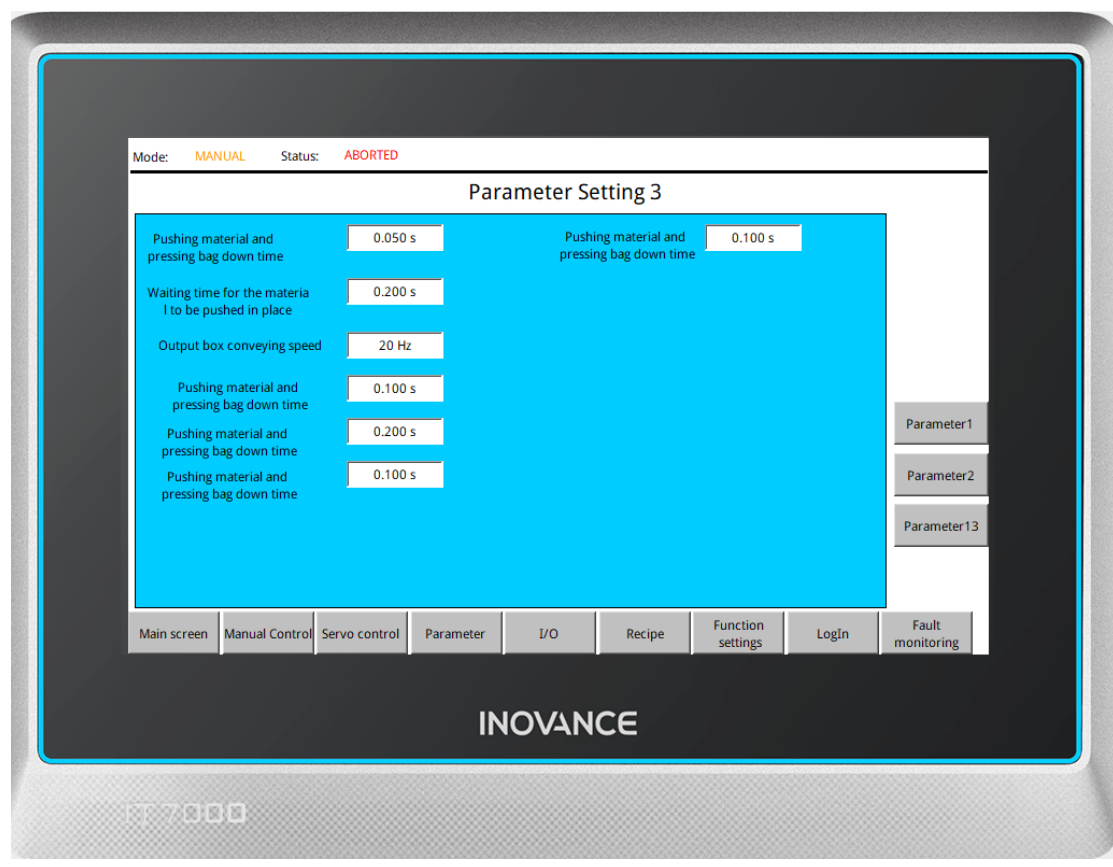 Mode: MANUAL Status: ABORTED
Parameter Setting 3
Pushing material and
pressing bag down time
0.050 s
Pushing material and
pressing bag down time
0.100 s
Waiting time for the materia
l to be pushed in place
0.200 s
Output box conveying speed
20 Hz
Pushing material and
pressing bag down time
0.100 s
Pushing material and
pressing bag down time
0.200 s
Pushing material and
pressing bag down time
0.100 s
Parameter1
Parameter2
Parameter13
Main screen
Manual Control
Servo control
Parameter
I/O
Recipe
Function
settings
LogIn
Fault
monitoring
INOVANCE
IT 7000